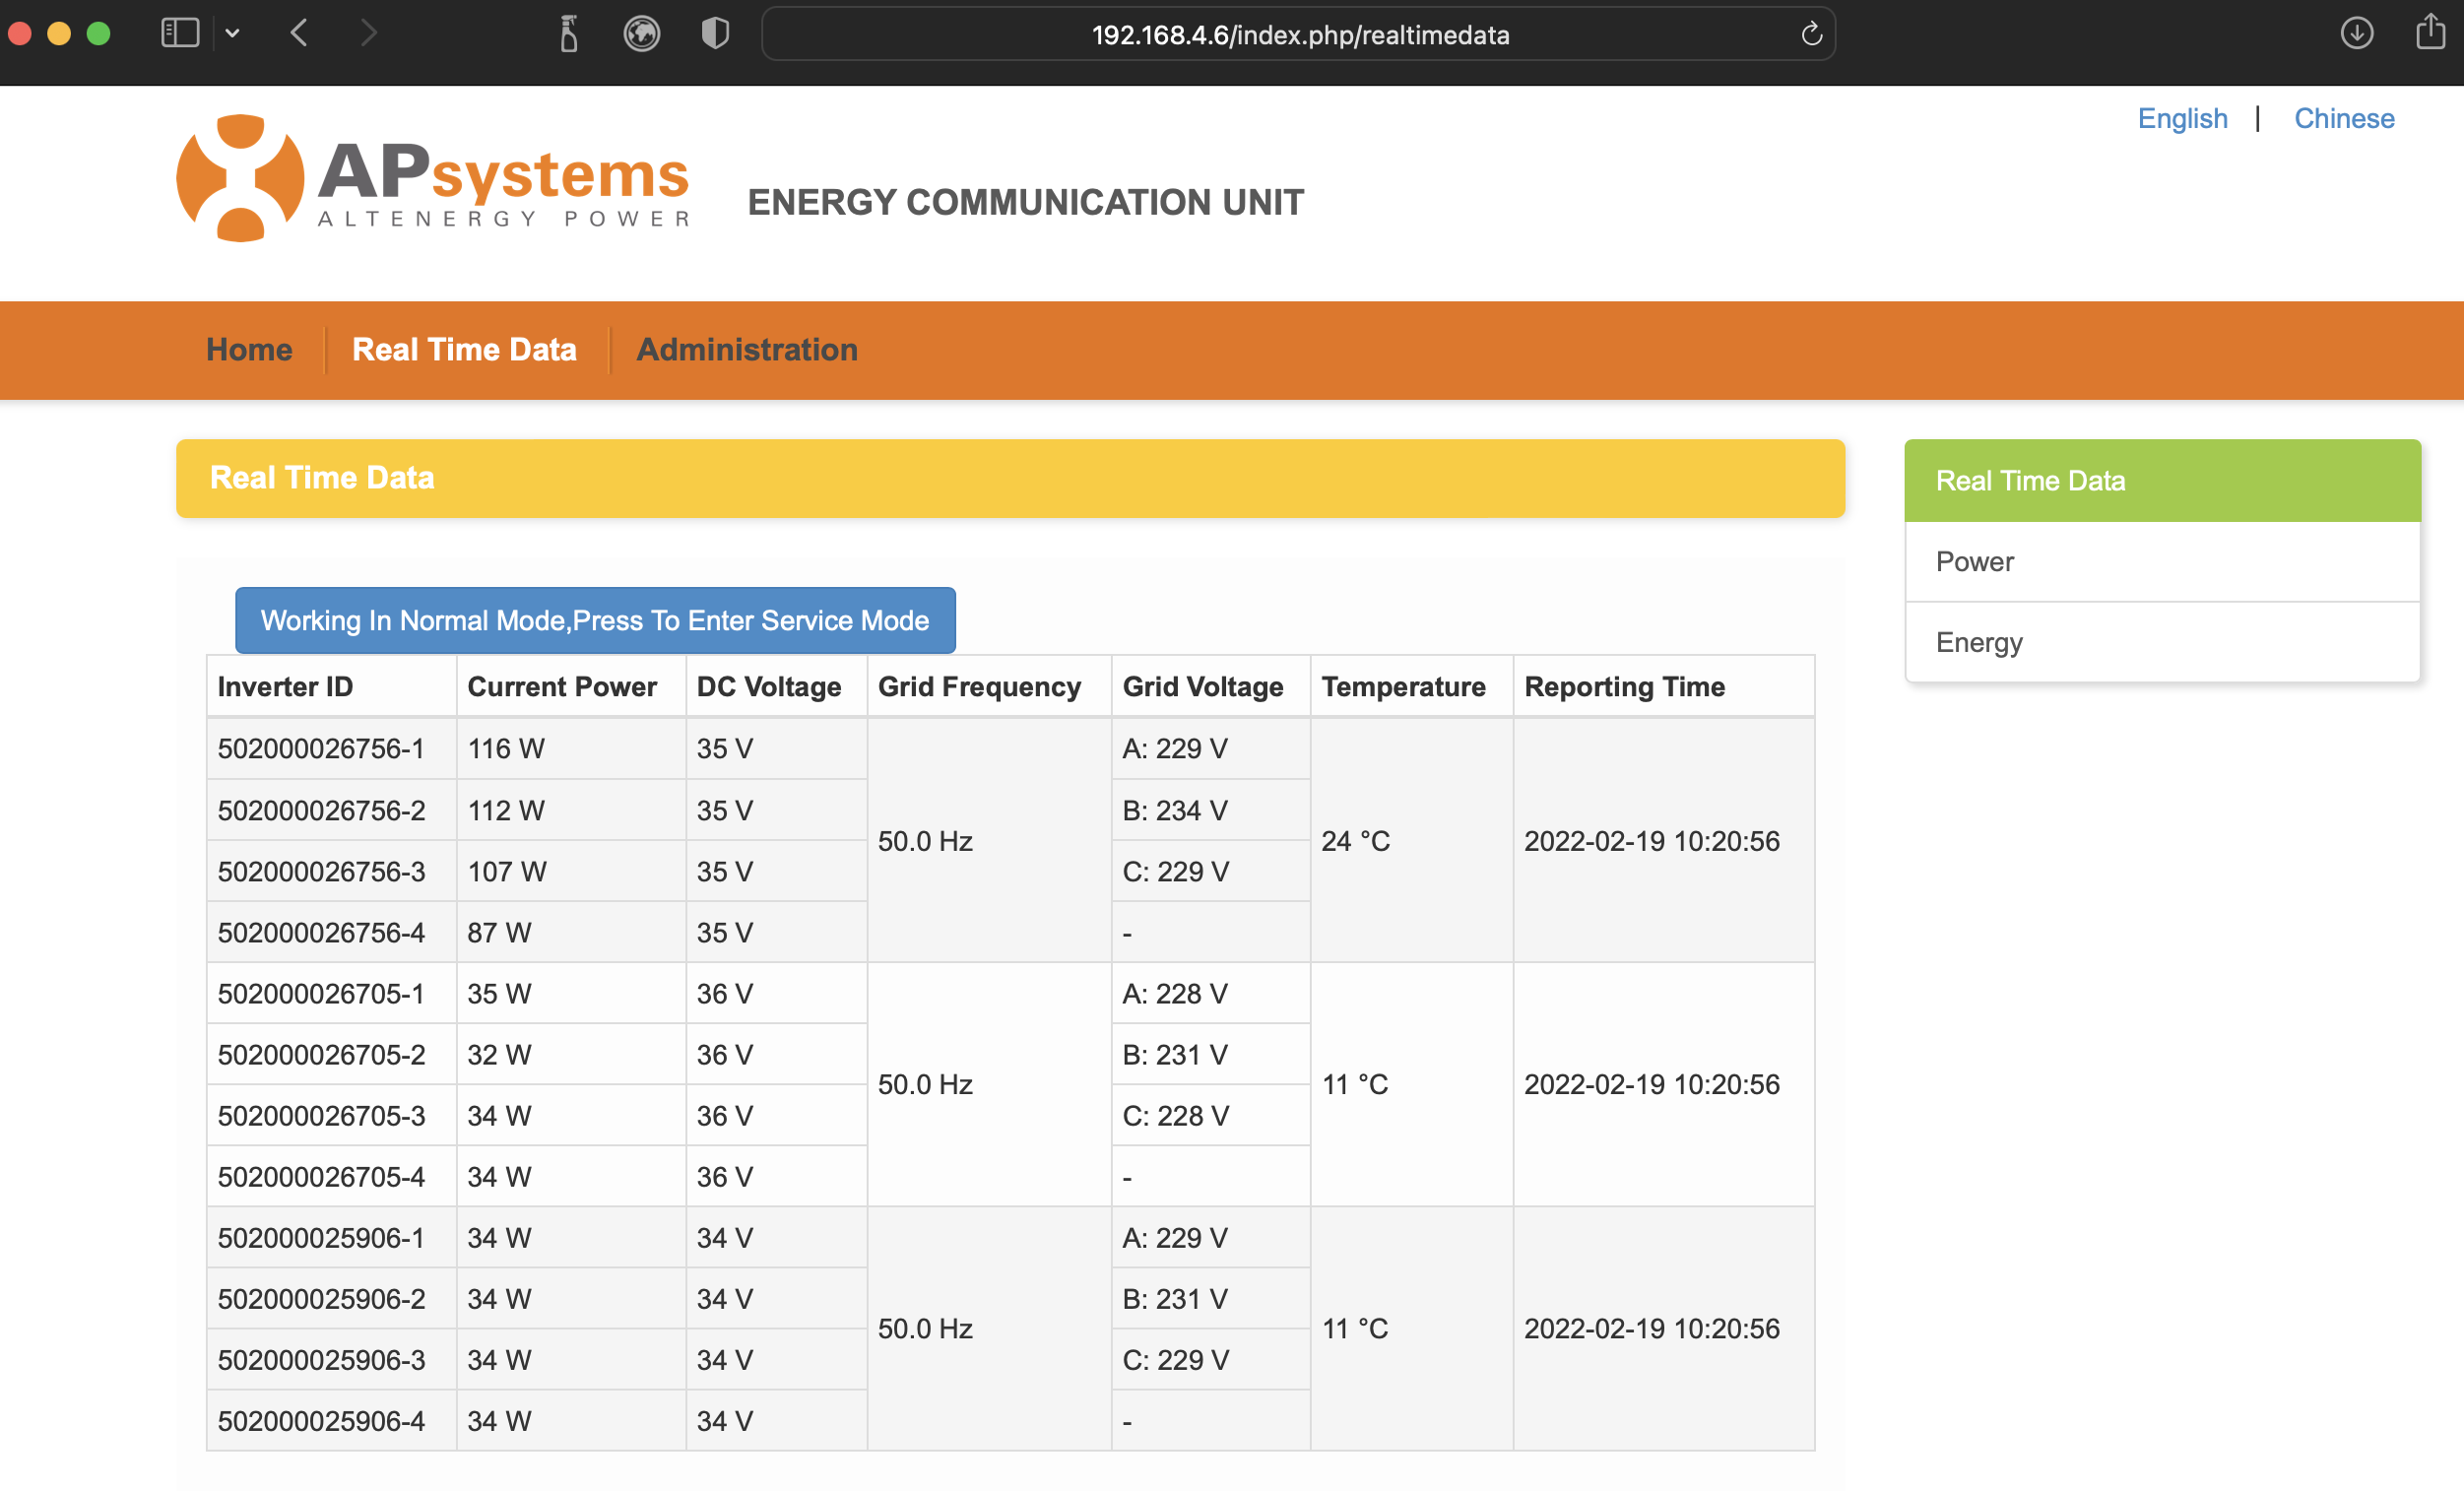 192.168.4.6/index.php/realtimedata
English | Chinese
APsystems
ALTENERGY POWER
ENERGY COMMUNICATION UNIT
Home Real Time Data Administration
Real Time Data
Real Time Data
Power
Energy
Working In Normal Mode,Press To Enter Service Mode
Inverter ID Current Power DC Voltage Grid Frequency Grid Voltage Temperature Reporting Time
502000026756-1 116 W 35 V A: 229 V
502000026756-2 112 W 35 V B: 234 V
50.0 Hz 24 °C 2022-02-19 10:20:56
502000026756-3 107 W 35 V C: 229 V
502000026756-4 87 W 35 V -
502000026705-1 35 W 36 V A: 228 V
502000026705-2 32 W 36 V B: 231 V
50.0 Hz 11 °C 2022-02-19 10:20:56
502000026705-3 34 W 36 V C: 228 V
502000026705-4 34 W 36 V -
502000025906-1 34 W 34 V A: 229 V
502000025906-2 34 W 34 V B: 231 V
50.0 Hz 11 °C 2022-02-19 10:20:56
502000025906-3 34 W 34 V C: 229 V
502000025906-4 34 W 34 V -